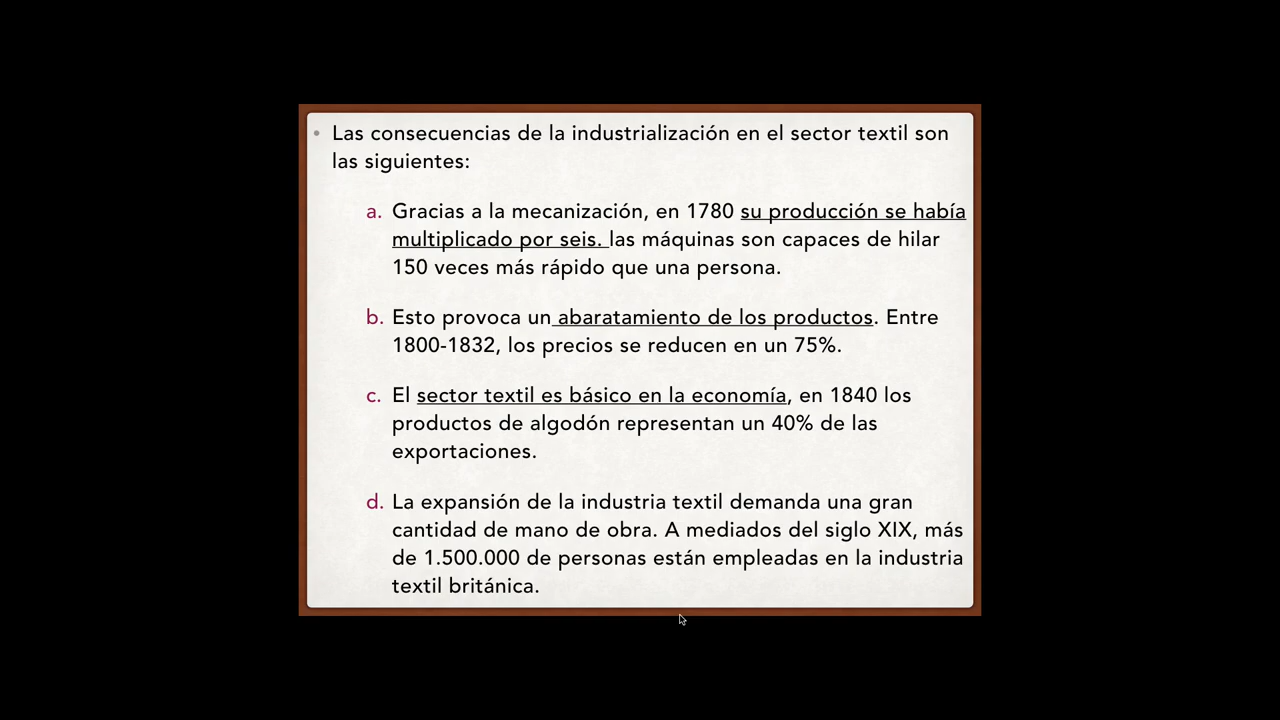 • Las consecuencias de la industrialización en el sector textil son
las siguientes:
a. Gracias a la mecanización, en 1780 su producción se había
multiplicado por seis. las máquinas son capaces de hilar
150 veces más rápido que una persona.
b. Esto provoca un abaratamiento de los productos. Entre
1800-1832, los precios se reducen en un 75%.
c. El sector textil es básico en la economía, en 1840 los
productos de algodón representan un 40% de las
exportaciones.
d. La expansión de la industria textil demanda una gran
cantidad de mano de obra. A mediados del siglo XIX, más
de 1.500.000 de personas están empleadas en la industria
textil británica.